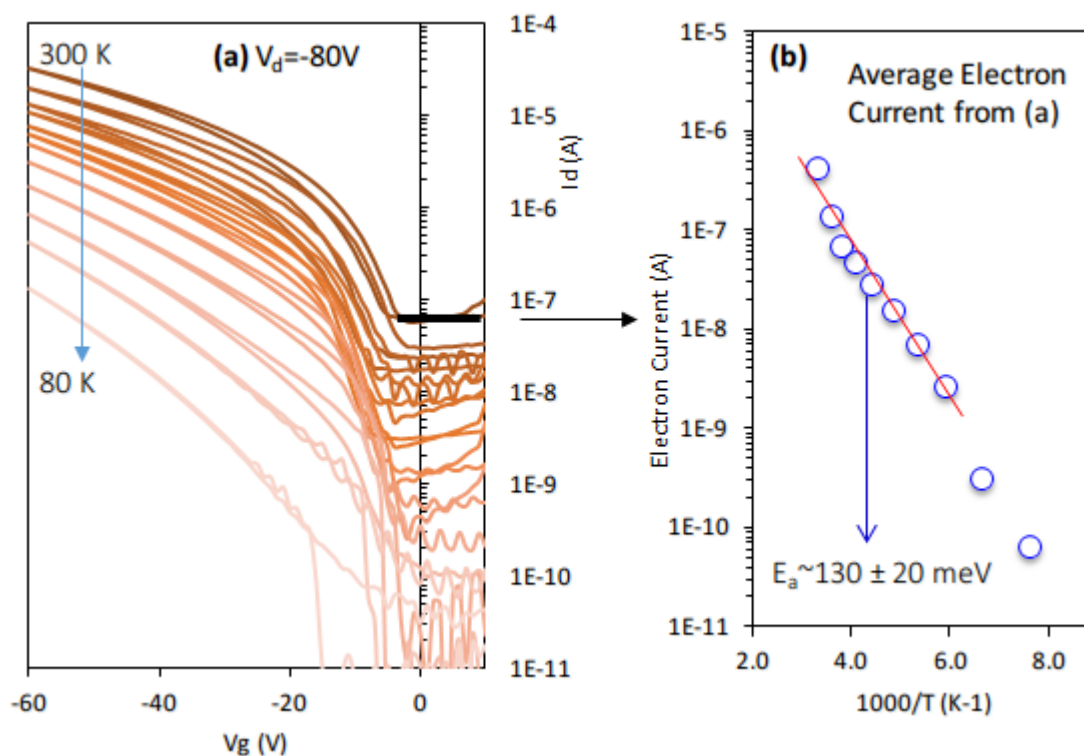 (a) V_d=-80V
300 K
80 K
1E-4
1E-5
1E-6
1E-7
1E-8
1E-9
1E-10
1E-11
Id (A)
-60
-40
-20
0
Vg (V)
(b)
Average Electron
Current from (a)
1E-5
1E-6
1E-7
1E-8
1E-9
1E-10
1E-11
Electron Current (A)
E_a~130 ± 20 meV
2.0
4.0
6.0
8.0
1000/T (K-1)